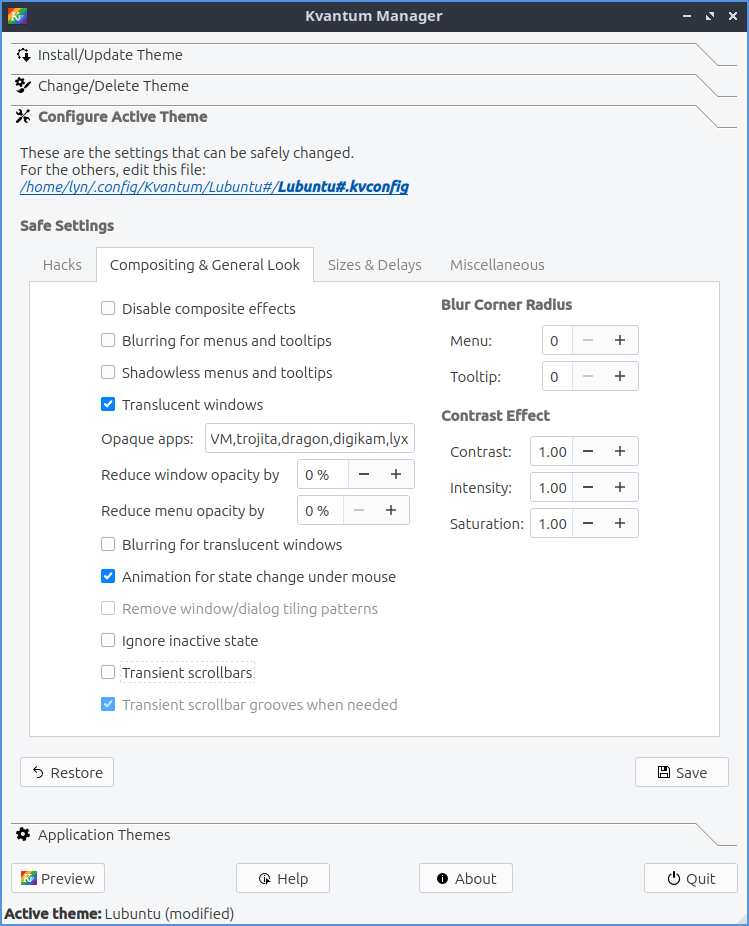 Kvantum Manager
Install/Update Theme
Change/Delete Theme
Configure Active Theme
These are the settings that can be safely changed.
For the others, edit this file:
/home/lyn/.config/Kvantum/Lubuntu#/Lubuntu#.kvconfig
Safe Settings
Hacks Compositing & General Look Sizes & Delays Miscellaneous
Disable composite effects
Blurring for menus and tooltips
Shadowless menus and tooltips
Translucent windows
Opaque apps: VM,trojita,dragon,digikam,lyx
Reduce window opacity by 0 % − +
Reduce menu opacity by 0 % − +
Blurring for translucent windows
Animation for state change under mouse
Remove window/dialog tiling patterns
Ignore inactive state
Transient scrollbars
Transient scrollbar grooves when needed
Blur Corner Radius
Menu: 0 − +
Tooltip: 0 − +
Contrast Effect
Contrast: 1.00 − +
Intensity: 1.00 − +
Saturation: 1.00 − +
Restore Save
Application Themes
Preview Help About Quit
Active theme: Lubuntu (modified)